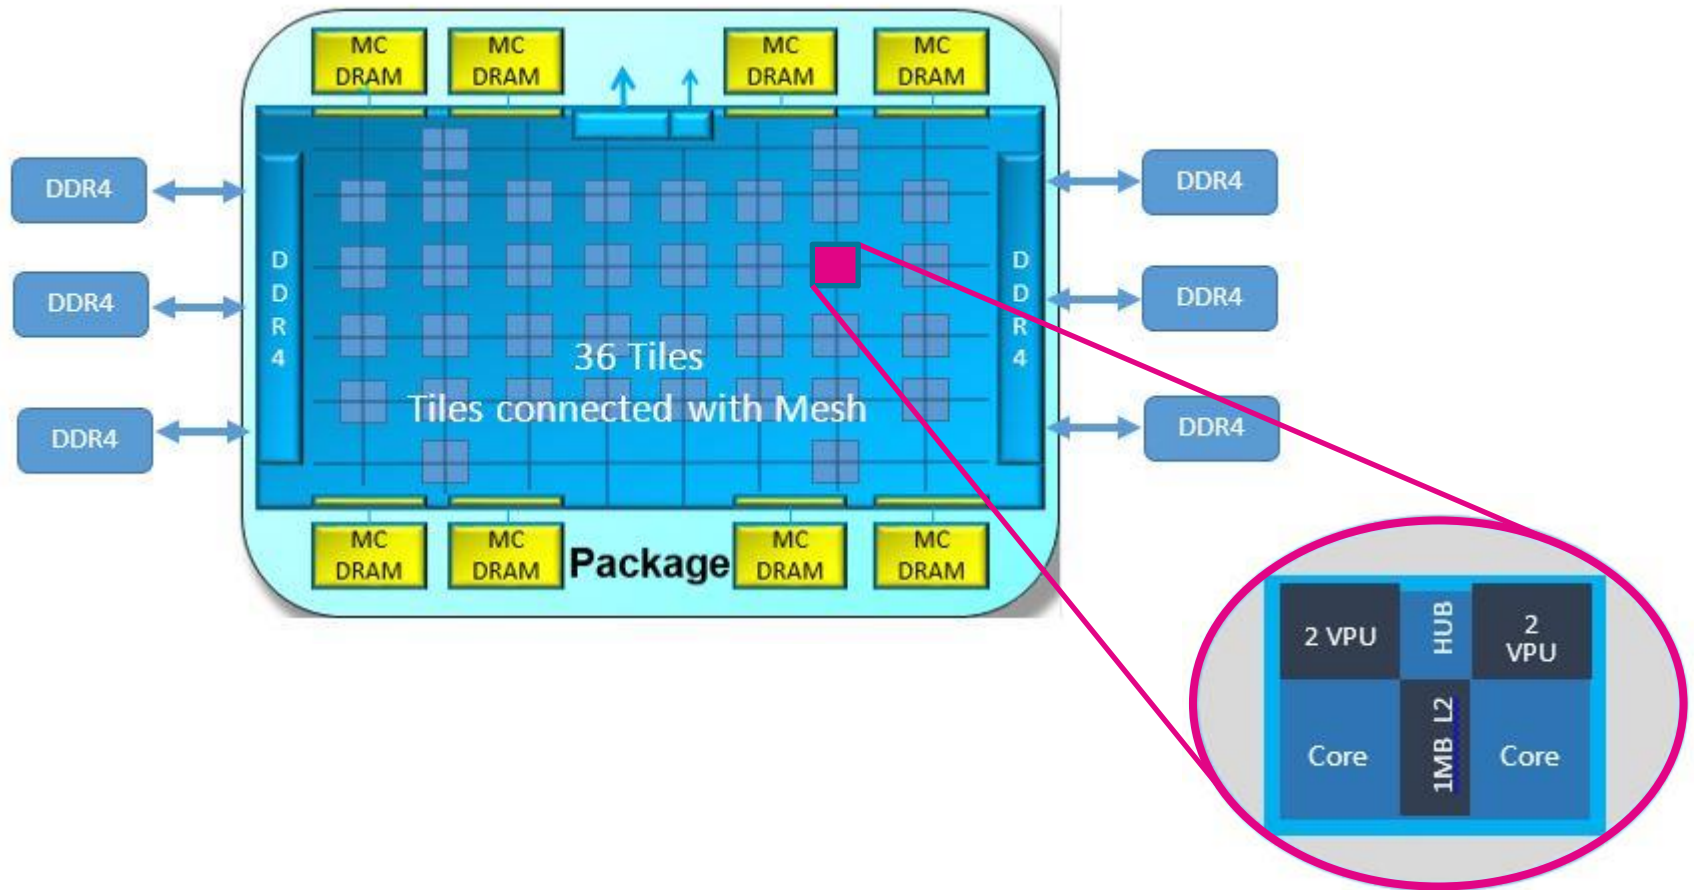 MC
DRAM
MC
DRAM
MC
DRAM
MC
DRAM
DDR4
DDR4
DDR4
D
D
R
4
36 Tiles
Tiles connected with Mesh
D
D
R
4
DDR4
DDR4
DDR4
MC
DRAM
MC
DRAM
Package
MC
DRAM
MC
DRAM
2 VPU
HUB
2
VPU
Core
1MB L2
Core